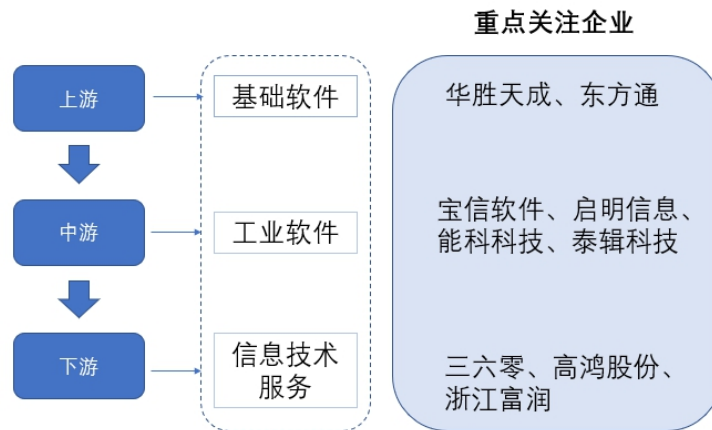 重点关注企业
上游
基础软件
华胜天成、东方通
中游
工业软件
宝信软件、启明信息、
能科科技、泰辑科技
下游
信息技术
服务
三六零、高鸿股份、
浙江富润